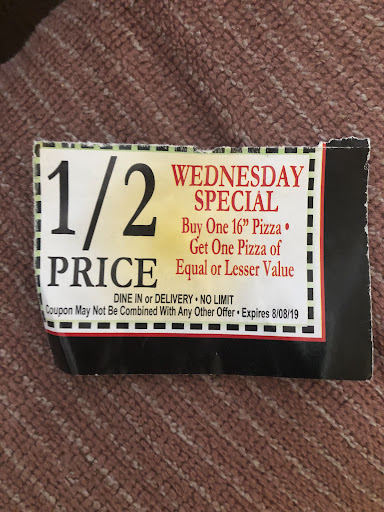 1/2
PRICE
WEDNESDAY
SPECIAL
Buy One 16" Pizza •
Get One Pizza of
Equal or Lesser Value
DINE IN or DELIVERY • NO LIMIT
Coupon May Not Be Combined With Any Other Offer • Expires 8/08/19